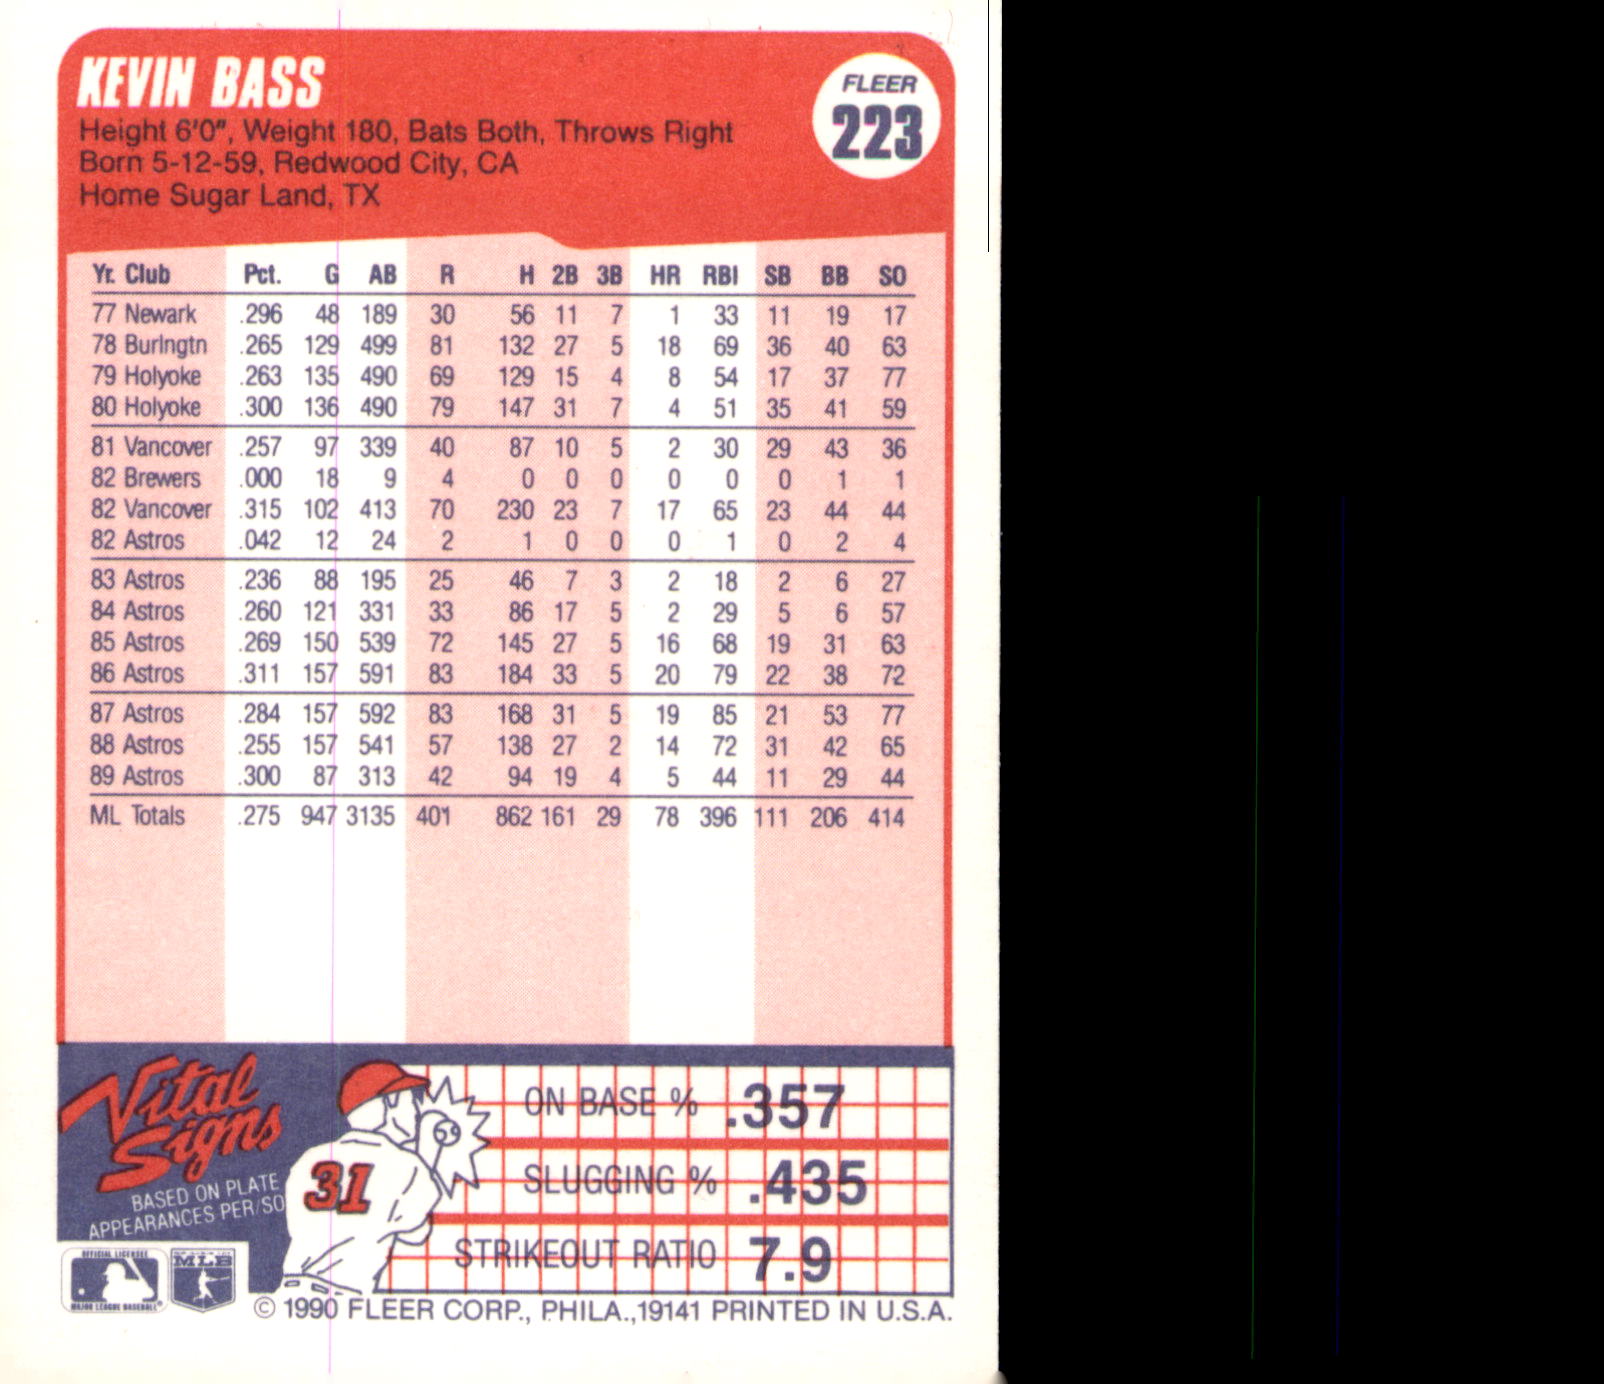 KEVIN BASS
FLEER
223
Height 6'0", Weight 180, Bats Both, Throws Right
Born 5-12-59, Redwood City, CA
Home Sugar Land, TX
Yr. Club Pct. G AB R H 2B 3B HR RBI SB BB SO
77 Newark .296 48 189 30 56 11 7 1 33 11 19 17
78 Burlngtn .265 129 499 81 132 27 5 18 69 36 40 63
79 Holyoke .263 135 490 69 129 15 4 8 54 17 37 77
80 Holyoke .300 136 490 79 147 31 7 4 51 35 41 59
81 Vancover .257 97 339 40 87 10 5 2 30 29 43 36
82 Brewers .000 18 9 4 0 0 0 0 0 0 1 1
82 Vancover .315 102 413 70 230 23 7 17 65 23 44 44
82 Astros .042 12 24 2 1 0 0 0 1 0 2 4
83 Astros .236 88 195 25 46 7 3 2 18 2 6 27
84 Astros .260 121 331 33 86 17 5 2 29 5 6 57
85 Astros .269 150 539 72 145 27 5 16 68 19 31 63
86 Astros .311 157 591 83 184 33 5 20 79 22 38 72
87 Astros .284 157 592 83 168 31 5 19 85 21 53 77
88 Astros .255 157 541 57 138 27 2 14 72 31 42 65
89 Astros .300 87 313 42 94 19 4 5 44 11 29 44
ML Totals .275 947 3135 401 862 161 29 78 396 111 206 414
Vital
Signs
BASED ON PLATE
APPEARANCES PER/SO
31
ON BASE % .357
SLUGGING % .435
STRIKEOUT RATIO 7.9
OFFICIAL LICENSEE
MAJOR LEAGUE BASEBALL®
MLB
© 1990 FLEER CORP., PHILA.,19141 PRINTED IN U.S.A.